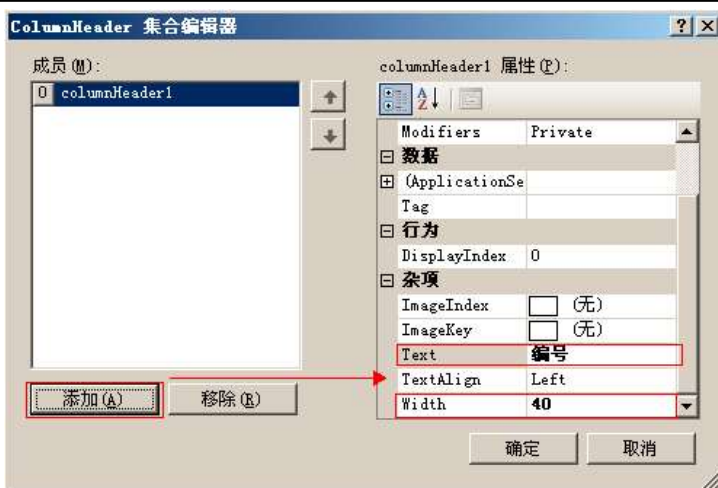 ColumnHeader 集合编辑器
成员(M):
0 columnHeader1
添加(A)
移除(R)
columnHeader1 属性(P):
Modifiers Private
数据
(ApplicationSe
Tag
行为
DisplayIndex 0
杂项
ImageIndex (无)
ImageKey (无)
Text 编号
TextAlign Left
Width 40
确定
取消